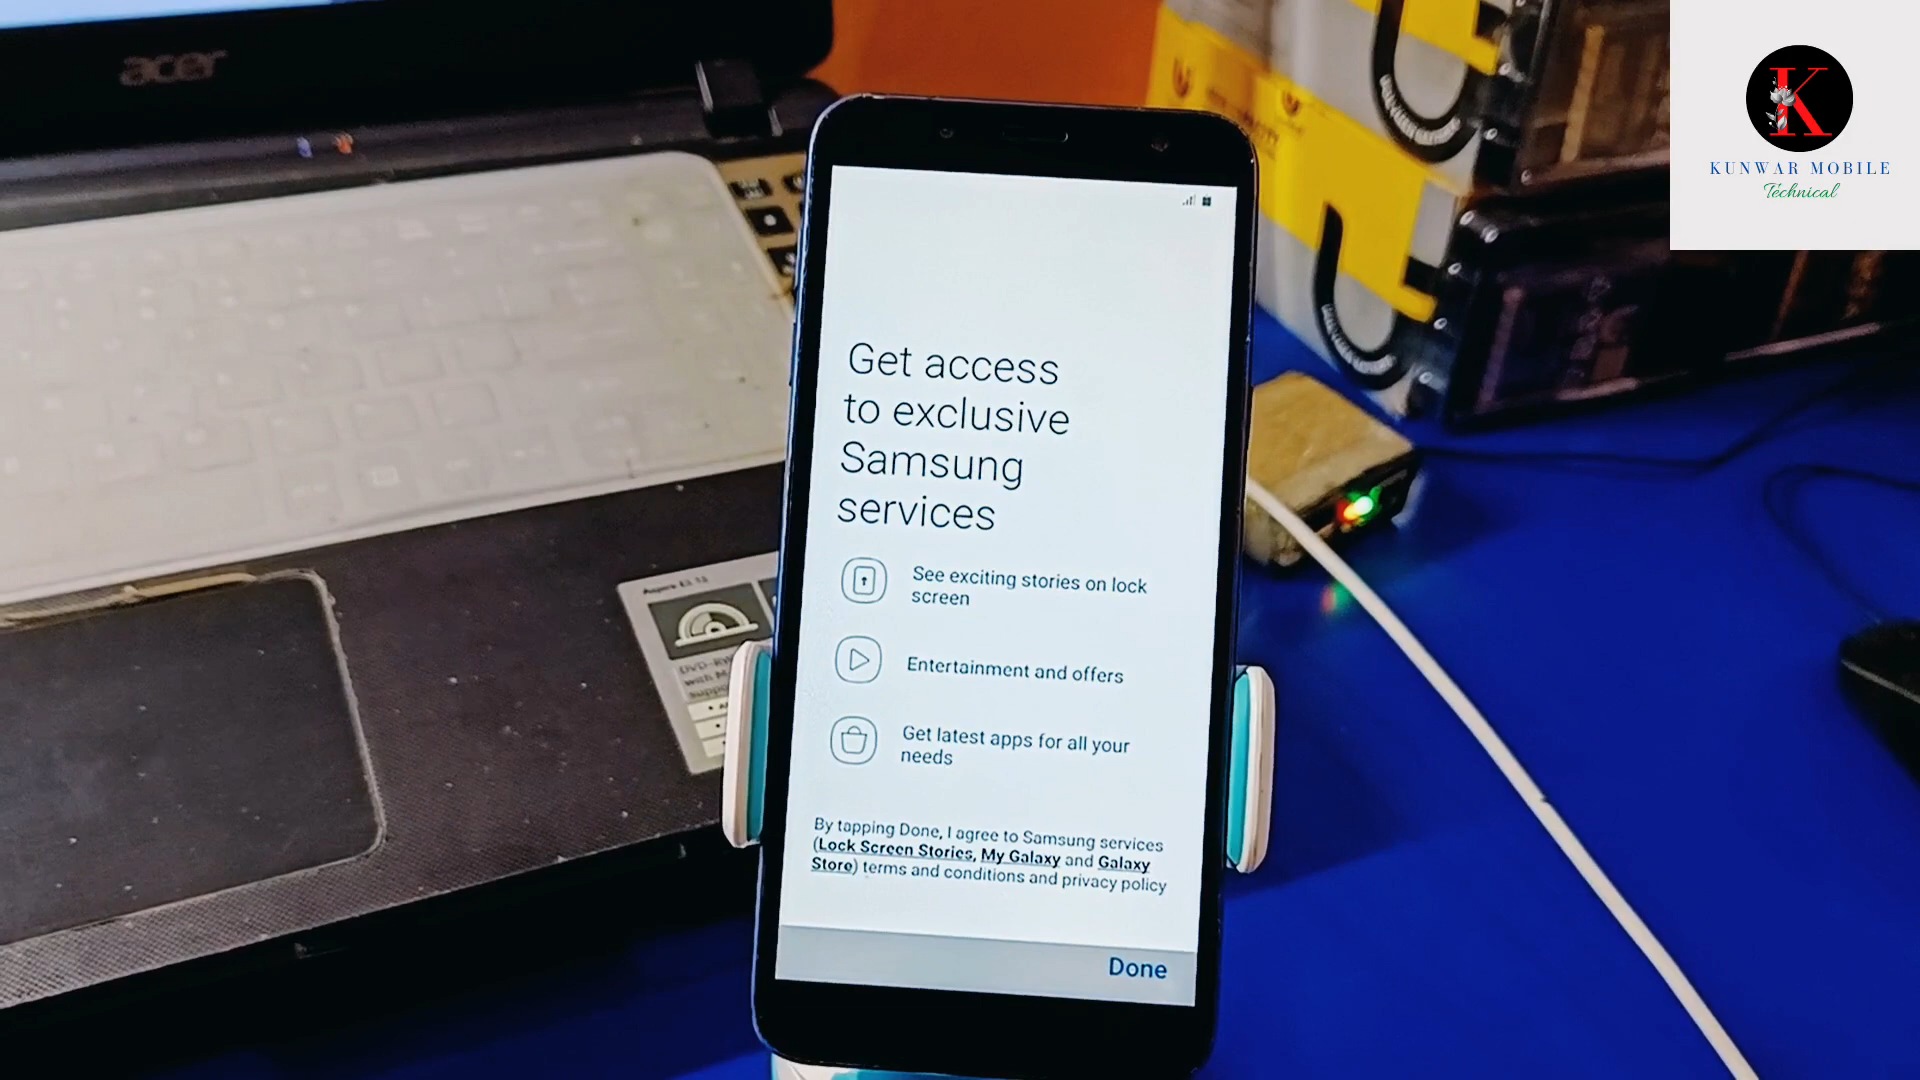 acer
K
KUNWAR MOBILE
Technical
Get access
to exclusive
Samsung
services
See exciting stories on lock
screen
Entertainment and offers
Get latest apps for all your
needs
By tapping Done, I agree to Samsung services
(Lock Screen Stories, My Galaxy and Galaxy
Store) terms and conditions and privacy policy
Done